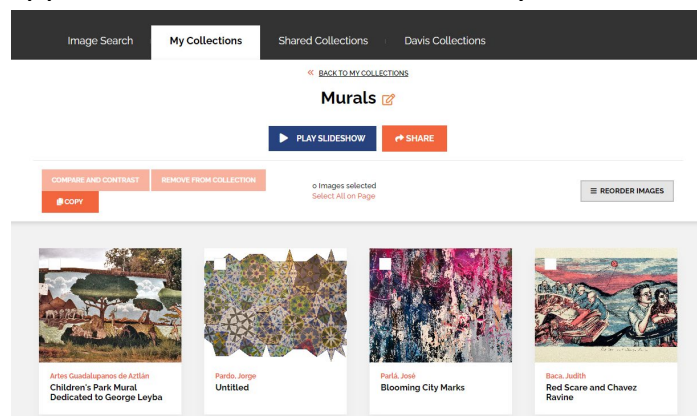 Image Search
My Collections
Shared Collections
Davis Collections
« BACK TO MY COLLECTIONS
Murals
PLAY SLIDESHOW
SHARE
COMPARE AND CONTRAST
REMOVE FROM COLLECTION
COPY
0 Images selected
Select All on Page
REORDER IMAGES
Artes Guadalupanos de Aztlán
Children's Park Mural
Dedicated to George Leyba
Pardo, Jorge
Untitled
Parlá, José
Blooming City Marks
Baca, Judith
Red Scare and Chavez
Ravine